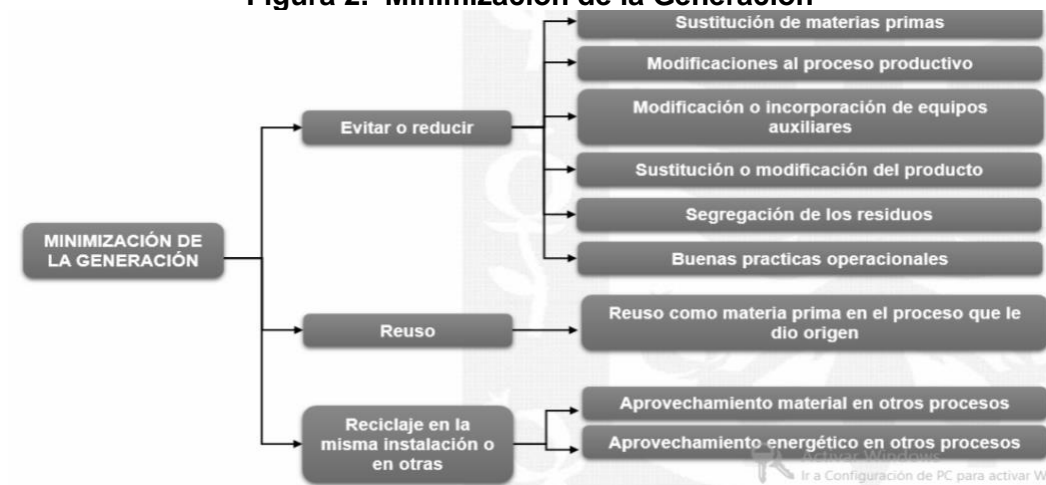 Figura 2. Minimización de la Generación
Sustitución de materias primas
Modificaciones al proceso productivo
Modificación o incorporación de equipos
auxiliares
Evitar o reducir
Sustitución o modificación del producto
Segregación de los residuos
Buenas practicas operacionales
MINIMIZACIÓN DE
LA GENERACIÓN
Reuso
Reuso como materia prima en el proceso que le
dio origen
Reciclaje en la
misma instalación o
en otras
Aprovechamiento material en otros procesos
Aprovechamiento energético en otros procesos
Activar Windows
Ir a Configuración de PC para activar W